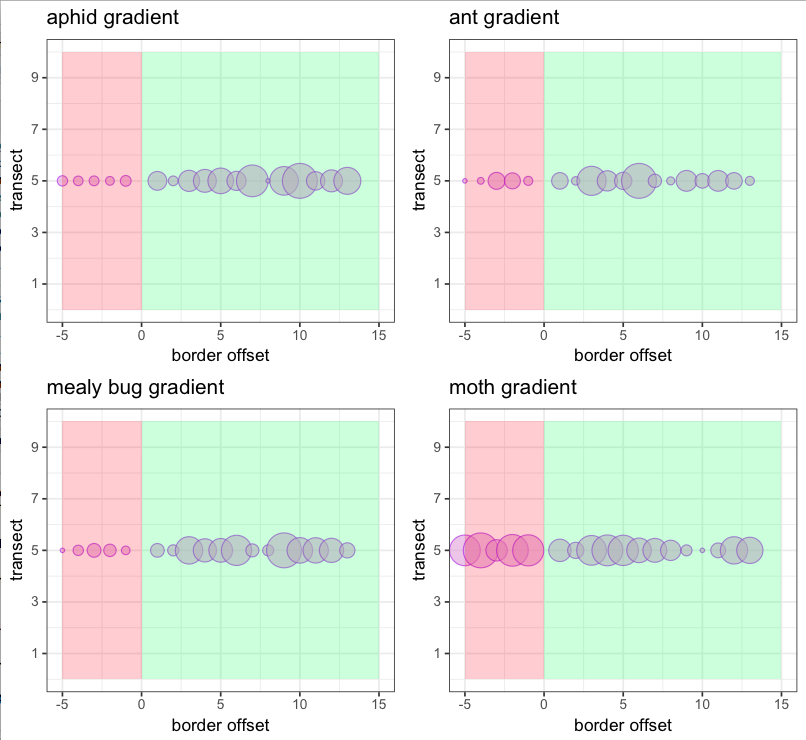 aphid gradient
9
7
5
3
1
transect
-5 0 5 10 15
border offset
ant gradient
9
7
5
3
1
transect
-5 0 5 10 15
border offset
mealy bug gradient
9
7
5
3
1
transect
-5 0 5 10 15
border offset
moth gradient
9
7
5
3
1
transect
-5 0 5 10 15
border offset